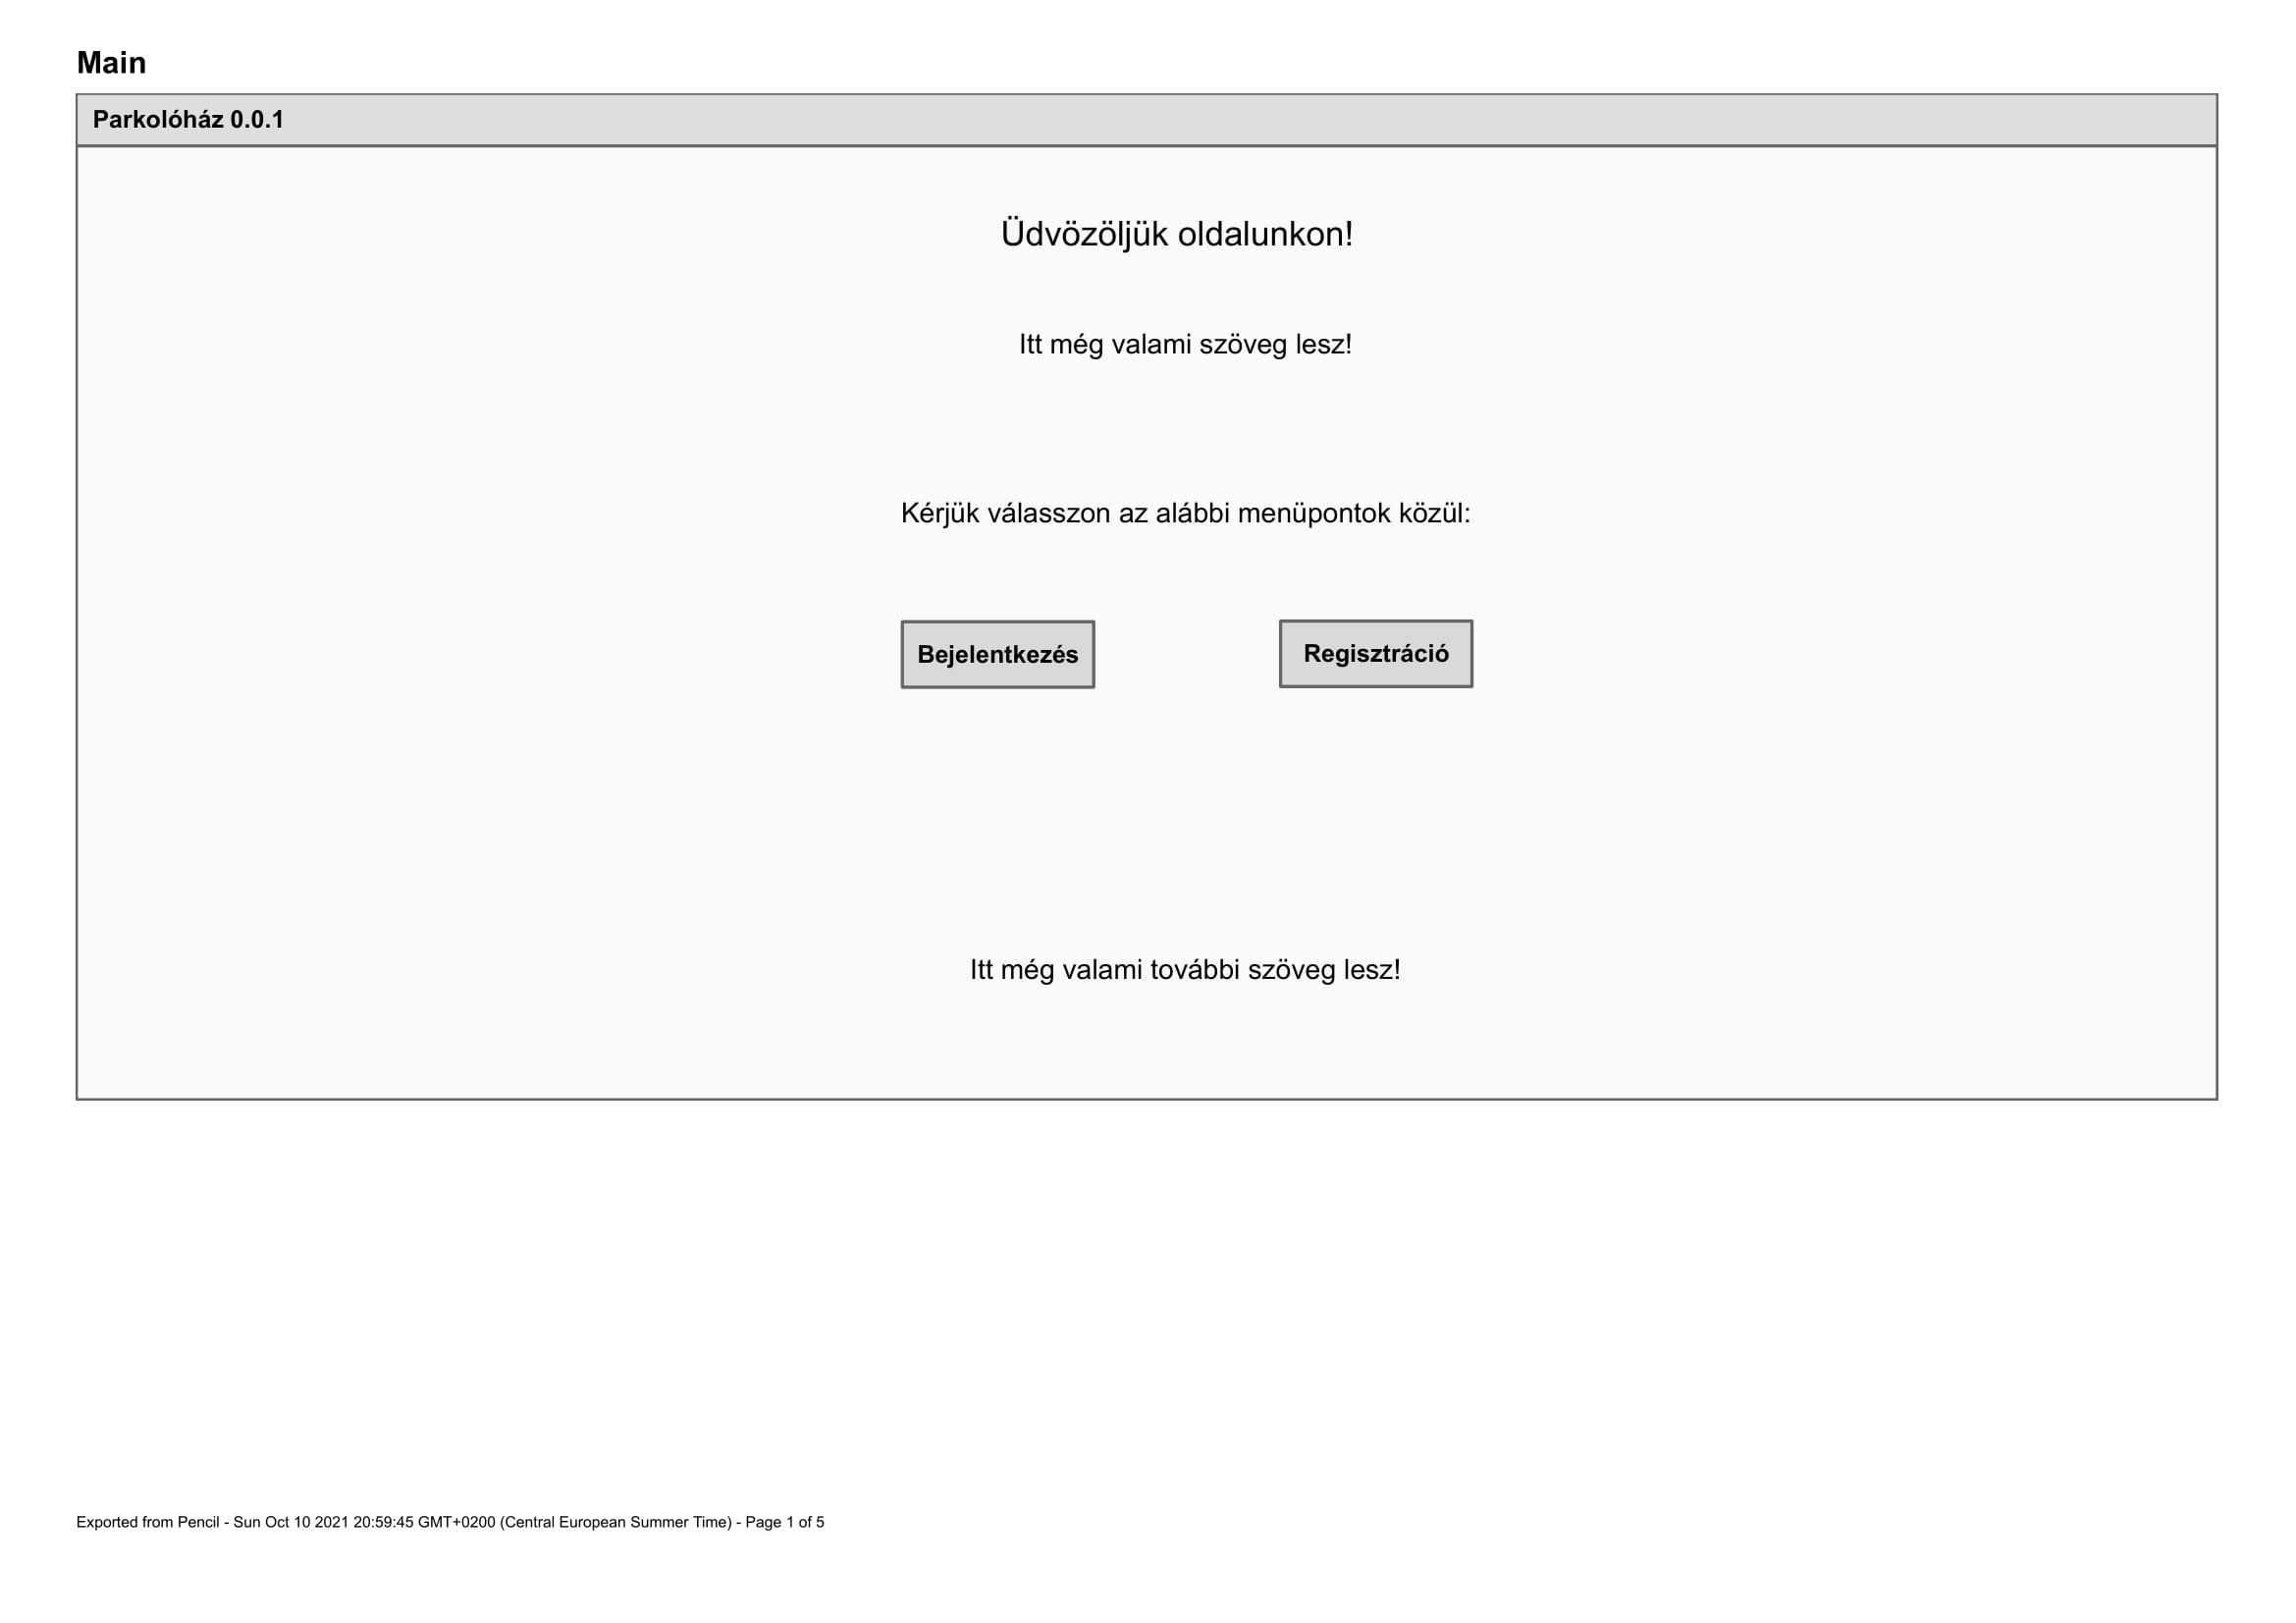 Main
Parkolóház 0.0.1
Üdvözöljük oldalunkon!
Itt még valami szöveg lesz!
Kérjük válasszon az alábbi menüpontok közül:
Bejelentkezés
Regisztráció
Itt még valami további szöveg lesz!
Exported from Pencil - Sun Oct 10 2021 20:59:45 GMT+0200 (Central European Summer Time) - Page 1 of 5